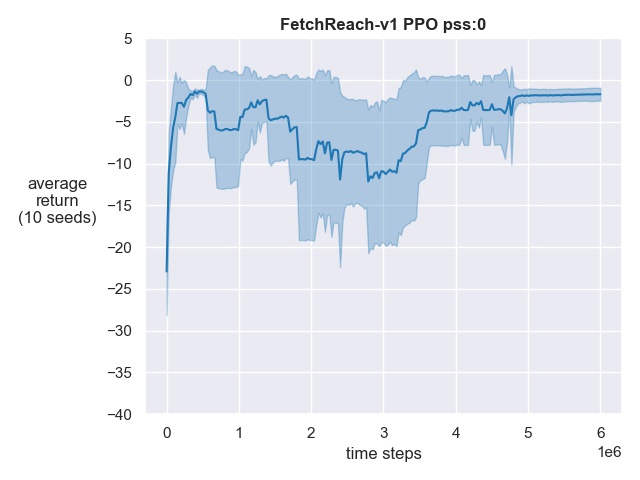 FetchReach-v1 PPO pss:0
5
0
−5
−10
−15
−20
−25
−30
−35
−40
average
return
(10 seeds)
0 1 2 3 4 5 6
1e6
time steps